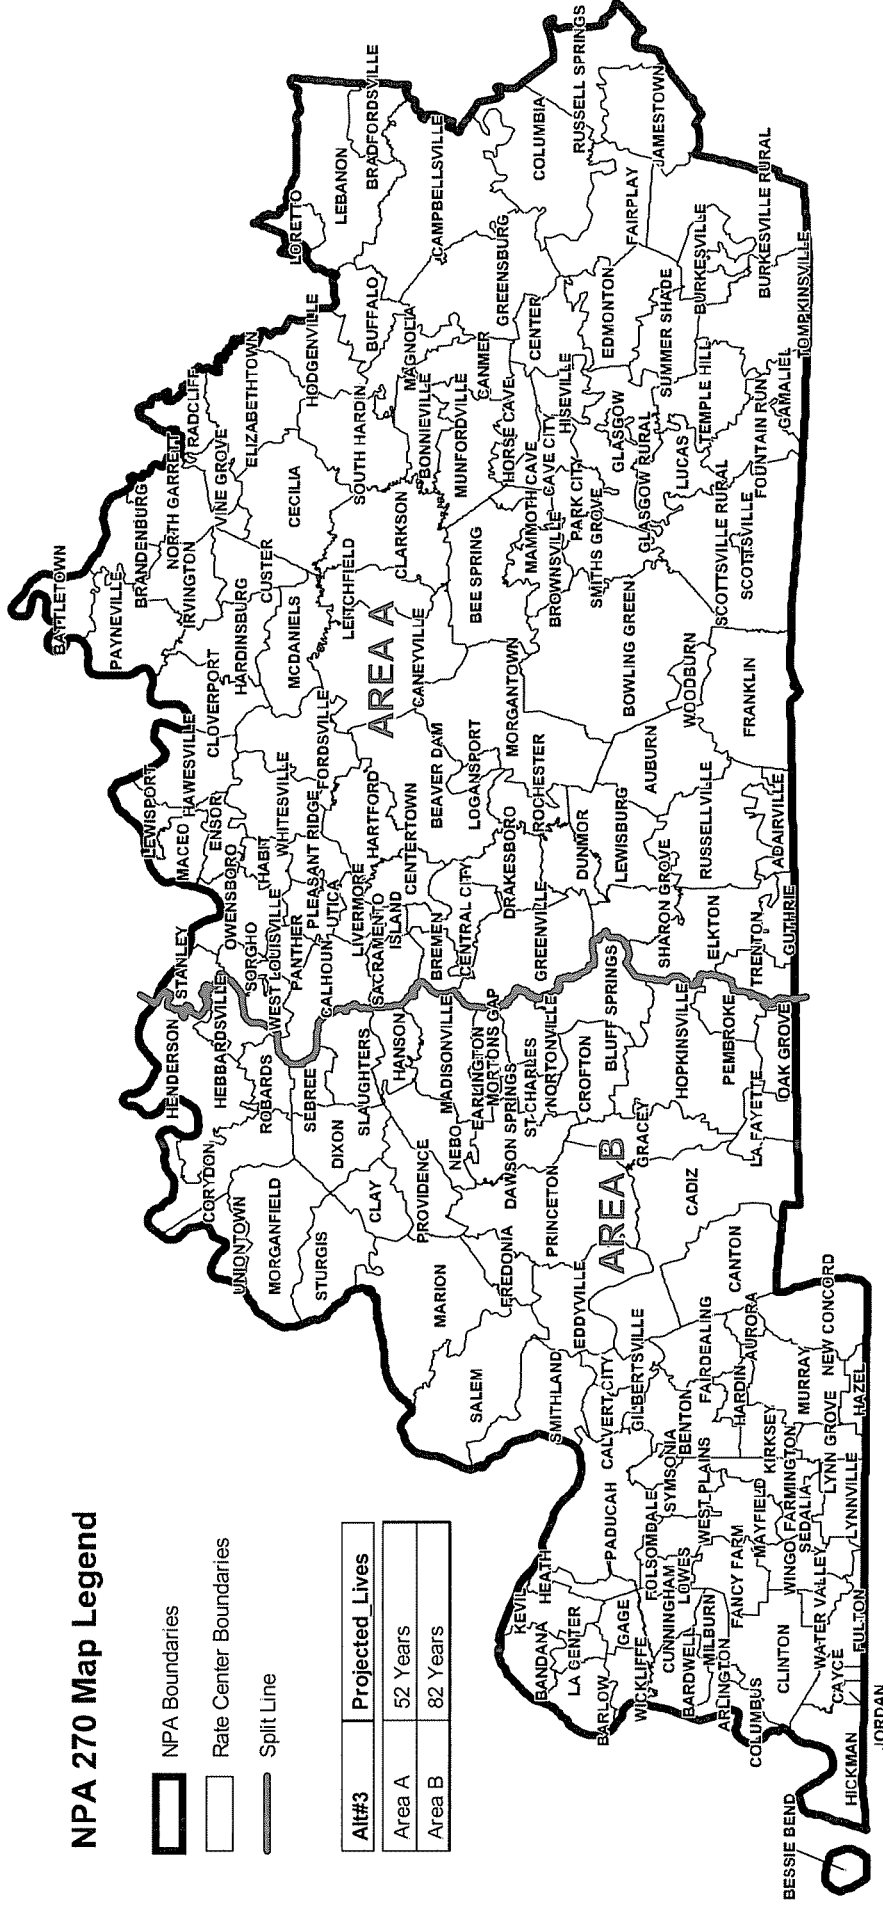 NPA 270 Map Legend
NPA Boundaries
Rate Center Boundaries
Split Line
Alt#3 Projected_Lives
Area A 52 Years
Area B 82 Years
AREA A
AREA B
BATTLETOWN
PAYNEVILLE
BRANDENBURG
NORTH GARRETT
RADCLIFF
IRVINGTON
VINE GROVE
ELIZABETHTOWN
LORETTO
LEWISPORT
HAWESVILLE
CLOVERPORT
HARDINSBURG
CUSTER
CECILIA
HODGENVILLE
LEBANON
BRADFORDSVILLE
MACEO
ENSOR
STANLEY
OWENSBORO
HABIT
WHITESVILLE
FORDSVILLE
MCDANIELS
LEITCHFIELD
SOUTH HARDIN
BUFFALO
MAGNOLIA
CAMPBELLSVILLE
SORGHO
WEST LOUISVILLE
PANTHER
PLEASANT RIDGE
UTICA
CALHOUN
LIVERMORE
HARTFORD
SACRAMENTO
ISLAND
CENTERTOWN
BEAVER DAM
CANEYVILLE
CLARKSON
BONNIEVILLE
MUNFORDVILLE
CANMER
GREENSBURG
COLUMBIA
RUSSELL SPRINGS
BREMEN
CENTRAL CITY
LOGANSPORT
MORGANTOWN
BEE SPRING
HORSE CAVE
CENTER
MAMMOTH CAVE
CAVE CITY
HISEVILLE
EDMONTON
FAIRPLAY
JAMESTOWN
DRAKESBORO
ROCHESTER
BROWNSVILLE
PARK CITY
SMITHS GROVE
GLASGOW
GLASGOW RURAL
SUMMER SHADE
BURKESVILLE
BURKESVILLE RURAL
GREENVILLE
DUNMOR
LEWISBURG
AUBURN
BOWLING GREEN
WOODBURN
LUCAS
TEMPLE HILL
SCOTTSVILLE RURAL
SCOTTSVILLE
FOUNTAIN RUN
GAMALIEL
TOMPKINSVILLE
SHARON GROVE
RUSSELLVILLE
FRANKLIN
ELKTON
ADAIRVILLE
TRENTON
GUTHRIE
HENDERSON
HEBBARDSVILLE
CORYDON
ROBARDS
UNIONTOWN
MORGANFIELD
SEBREE
STURGIS
DIXON
SLAUGHTERS
CLAY
HANSON
PROVIDENCE
MADISONVILLE
NEBO
EARLINGTON
MORTONS GAP
MARION
DAWSON SPRINGS
ST CHARLES
NORTONVILLE
FREDONIA
PRINCETON
CROFTON
BLUFF SPRINGS
SALEM
EDDYVILLE
GRACEY
HOPKINSVILLE
PEMBROKE
SMITHLAND
CADIZ
LA FAYETTE
OAK GROVE
CALVERT CITY
GILBERTSVILLE
CANTON
PADUCAH
SYMSONIA
BENTON
FAIRDEALING
AURORA
HARDIN
NEW CONCORD
KEVIL
HEATH
BANDANA
LA CENTER
GAGE
FOLSOMDALE
WEST PLAINS
KIRKSEY
MURRAY
BARLOW
WICKLIFFE
CUNNINGHAM
LOWES
MAYFIELD
FARMINGTON
LYNN GROVE
HAZEL
BARDWELL
MILBURN
FANCY FARM
WINGO
SEDALIA
LYNNVILLE
ARLINGTON
COLUMBUS
CLINTON
WATER VALLEY
CAYCE
FULTON
HICKMAN
JORDAN
BESSIE BEND